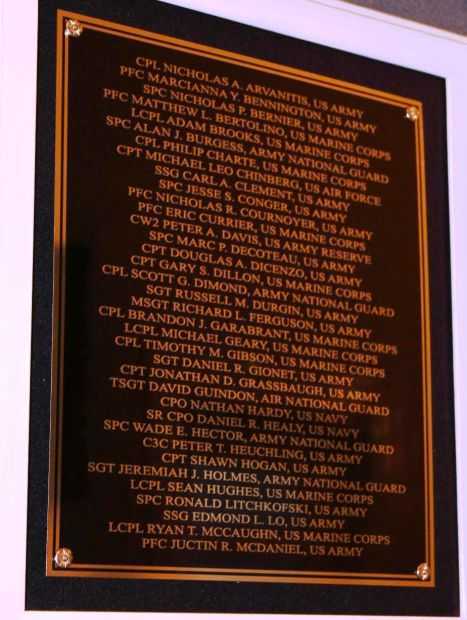 CPL NICHOLAS A. ARVANITIS, US ARMY
PFC MARCIANNA Y. BENNINGTON, US ARMY
SPC NICHOLAS P. BERNIER, US ARMY
PFC MATTHEW L. BERTOLINO, US MARINE CORPS
LCPL ADAM BROOKS, US MARINE CORPS
SPC ALAN J. BURGESS, ARMY NATIONAL GUARD
CPL PHILIP CHARTE, US MARINE CORPS
CPT MICHAEL LEO CHINBERG, US AIR FORCE
SSG CARL A. CLEMENT, US ARMY
SPC JESSE S. CONGER, US ARMY
PFC NICHOLAS R. COURNOYER, US ARMY
PFC ERIC CURRIER, US MARINE CORPS
CW2 PETER A. DAVIS, US ARMY RESERVE
SPC MARC P. DECOTEAU, US ARMY
CPT DOUGLAS A. DICENZO, US ARMY
CPT GARY S. DILLON, US MARINE CORPS
CPL SCOTT G. DIMOND, ARMY NATIONAL GUARD
SGT RUSSELL M. DURGIN, US ARMY
MSGT RICHARD L. FERGUSON, US ARMY
CPL BRANDON J. GARABRANT, US MARINE CORPS
LCPL MICHAEL GEARY, US MARINE CORPS
CPL TIMOTHY M. GIBSON, US MARINE CORPS
SGT DANIEL R. GIONET, US ARMY
CPT JONATHAN D. GRASSBAUGH, US ARMY
TSGT DAVID GUINDON, AIR NATIONAL GUARD
CPO NATHAN HARDY, US NAVY
SR CPO DANIEL R. HEALY, US NAVY
SPC WADE E. HECTOR, ARMY NATIONAL GUARD
C3C PETER T. HEUCHLING, US ARMY
CPT SHAWN HOGAN, US ARMY
SGT JEREMIAH J. HOLMES, ARMY NATIONAL GUARD
LCPL SEAN HUGHES, US MARINE CORPS
SPC RONALD LITCHKOFSKI, US ARMY
SSG EDMOND L. LO, US ARMY
LCPL RYAN T. MCCAUGHN, US MARINE CORPS
PFC JUCTIN R. MCDANIEL, US ARMY